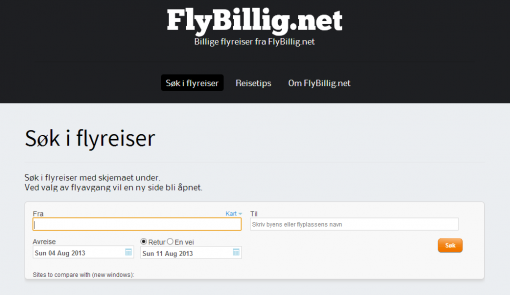 FlyBillig.net
Billige flyreiser fra FlyBillig.net
Søk i flyreiser Reisetips Om FlyBillig.net
Søk i flyreiser
Søk i flyreiser med skjemaet under.
Ved valg av flyavgang vil en ny side bli åpnet.
Fra Kart Til
Skriv byens eller flyplassens navn
Avreise Retur En vei
Sun 04 Aug 2013 Sun 11 Aug 2013 Søk
Sites to compare with (new windows):